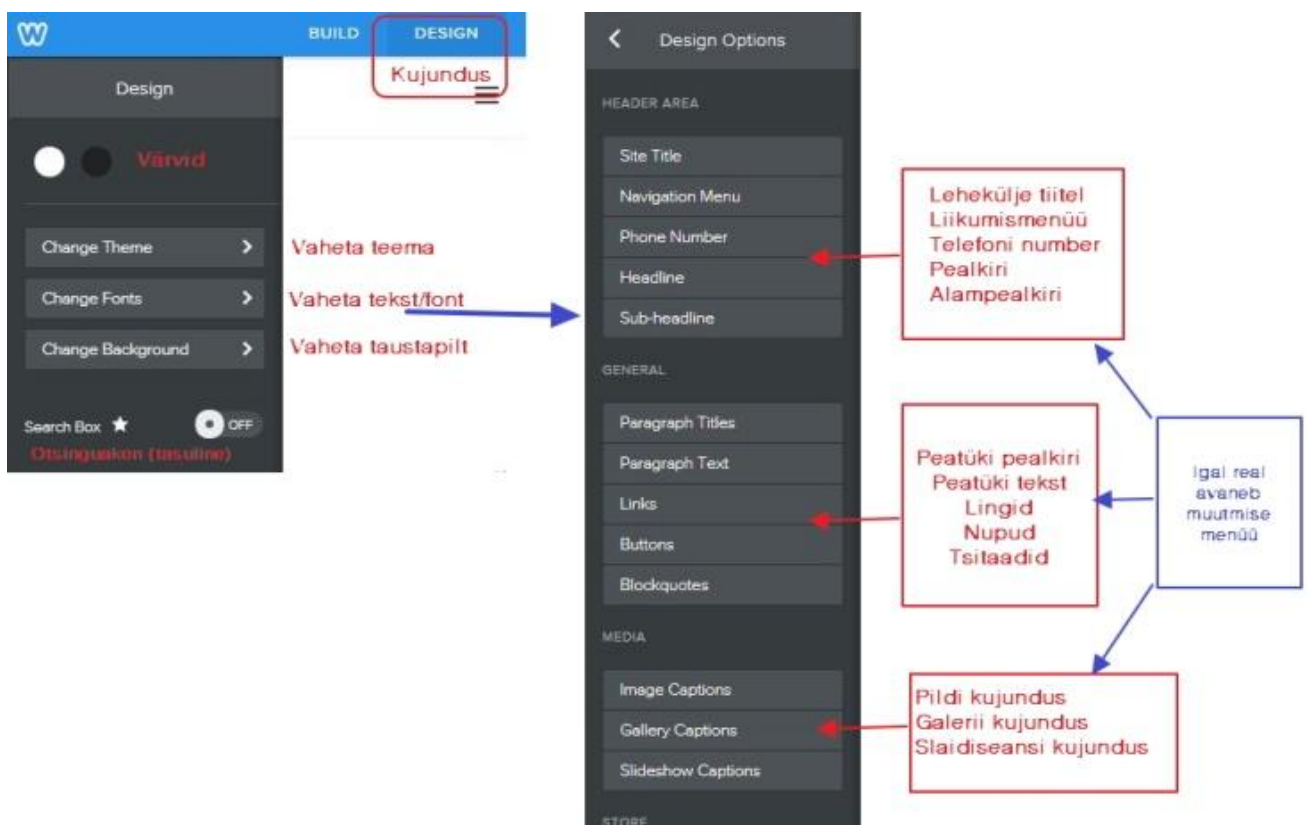 BUILD DESIGN
Kujundus
Design
Värvid
Change Theme
Vaheta teema
Change Fonts
Vaheta tekst/font
Change Background
Vaheta taustapilt
Search Box
OFF
Otsinguaken (tasuline)
Design Options
HEADER AREA
Site Title
Navigation Menu
Phone Number
Headline
Sub-headline
GENERAL
Paragraph Titles
Paragraph Text
Links
Buttons
Blockquotes
MEDIA
Image Captions
Gallery Captions
Slideshow Captions
STORE
Lehekülje tiitel
Liikumismenüü
Telefoni number
Pealkiri
Alampealkiri
Peatüki pealkiri
Peatüki tekst
Lingid
Nupud
Tsitaadid
Pildi kujundus
Galerii kujundus
Slaidiseansi kujundus
Igal real
avaneb
muutmise
menüü